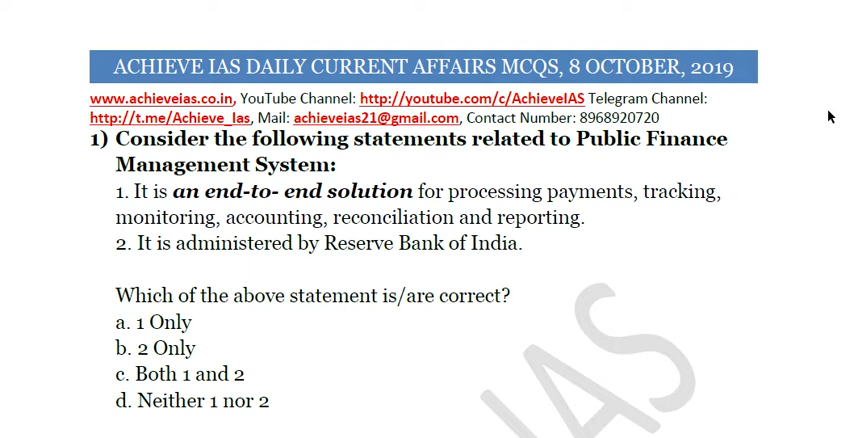 ACHIEVE IAS DAILY CURRENT AFFAIRS MCQS, 8 OCTOBER, 2019
www.achieveias.co.in, YouTube Channel: http://youtube.com/c/AchieveIAS Telegram Channel:
http://t.me/Achieve_Ias, Mail: achieveias21@gmail.com, Contact Number: 8968920720
1) Consider the following statements related to Public Finance
Management System:
1. It is an end-to- end solution for processing payments, tracking,
monitoring, accounting, reconciliation and reporting.
2. It is administered by Reserve Bank of India.
Which of the above statement is/are correct?
a. 1 Only
b. 2 Only
c. Both 1 and 2
d. Neither 1 nor 2
IAS